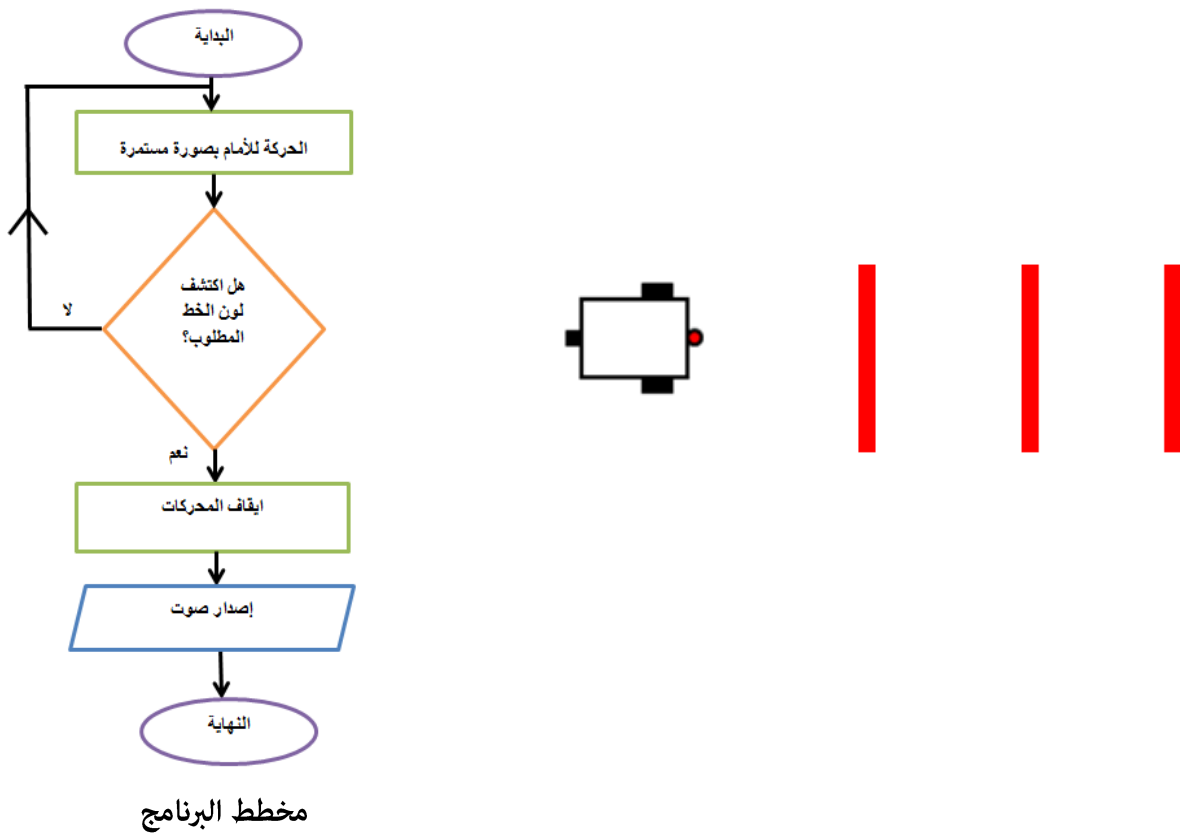 البداية
الحركة للأمام بصورة مستمرة
هل اكتشف
لون الخط
المطلوب؟
لا
نعم
ايقاف المحركات
إصدار صوت
النهاية
مخطط البرنامج